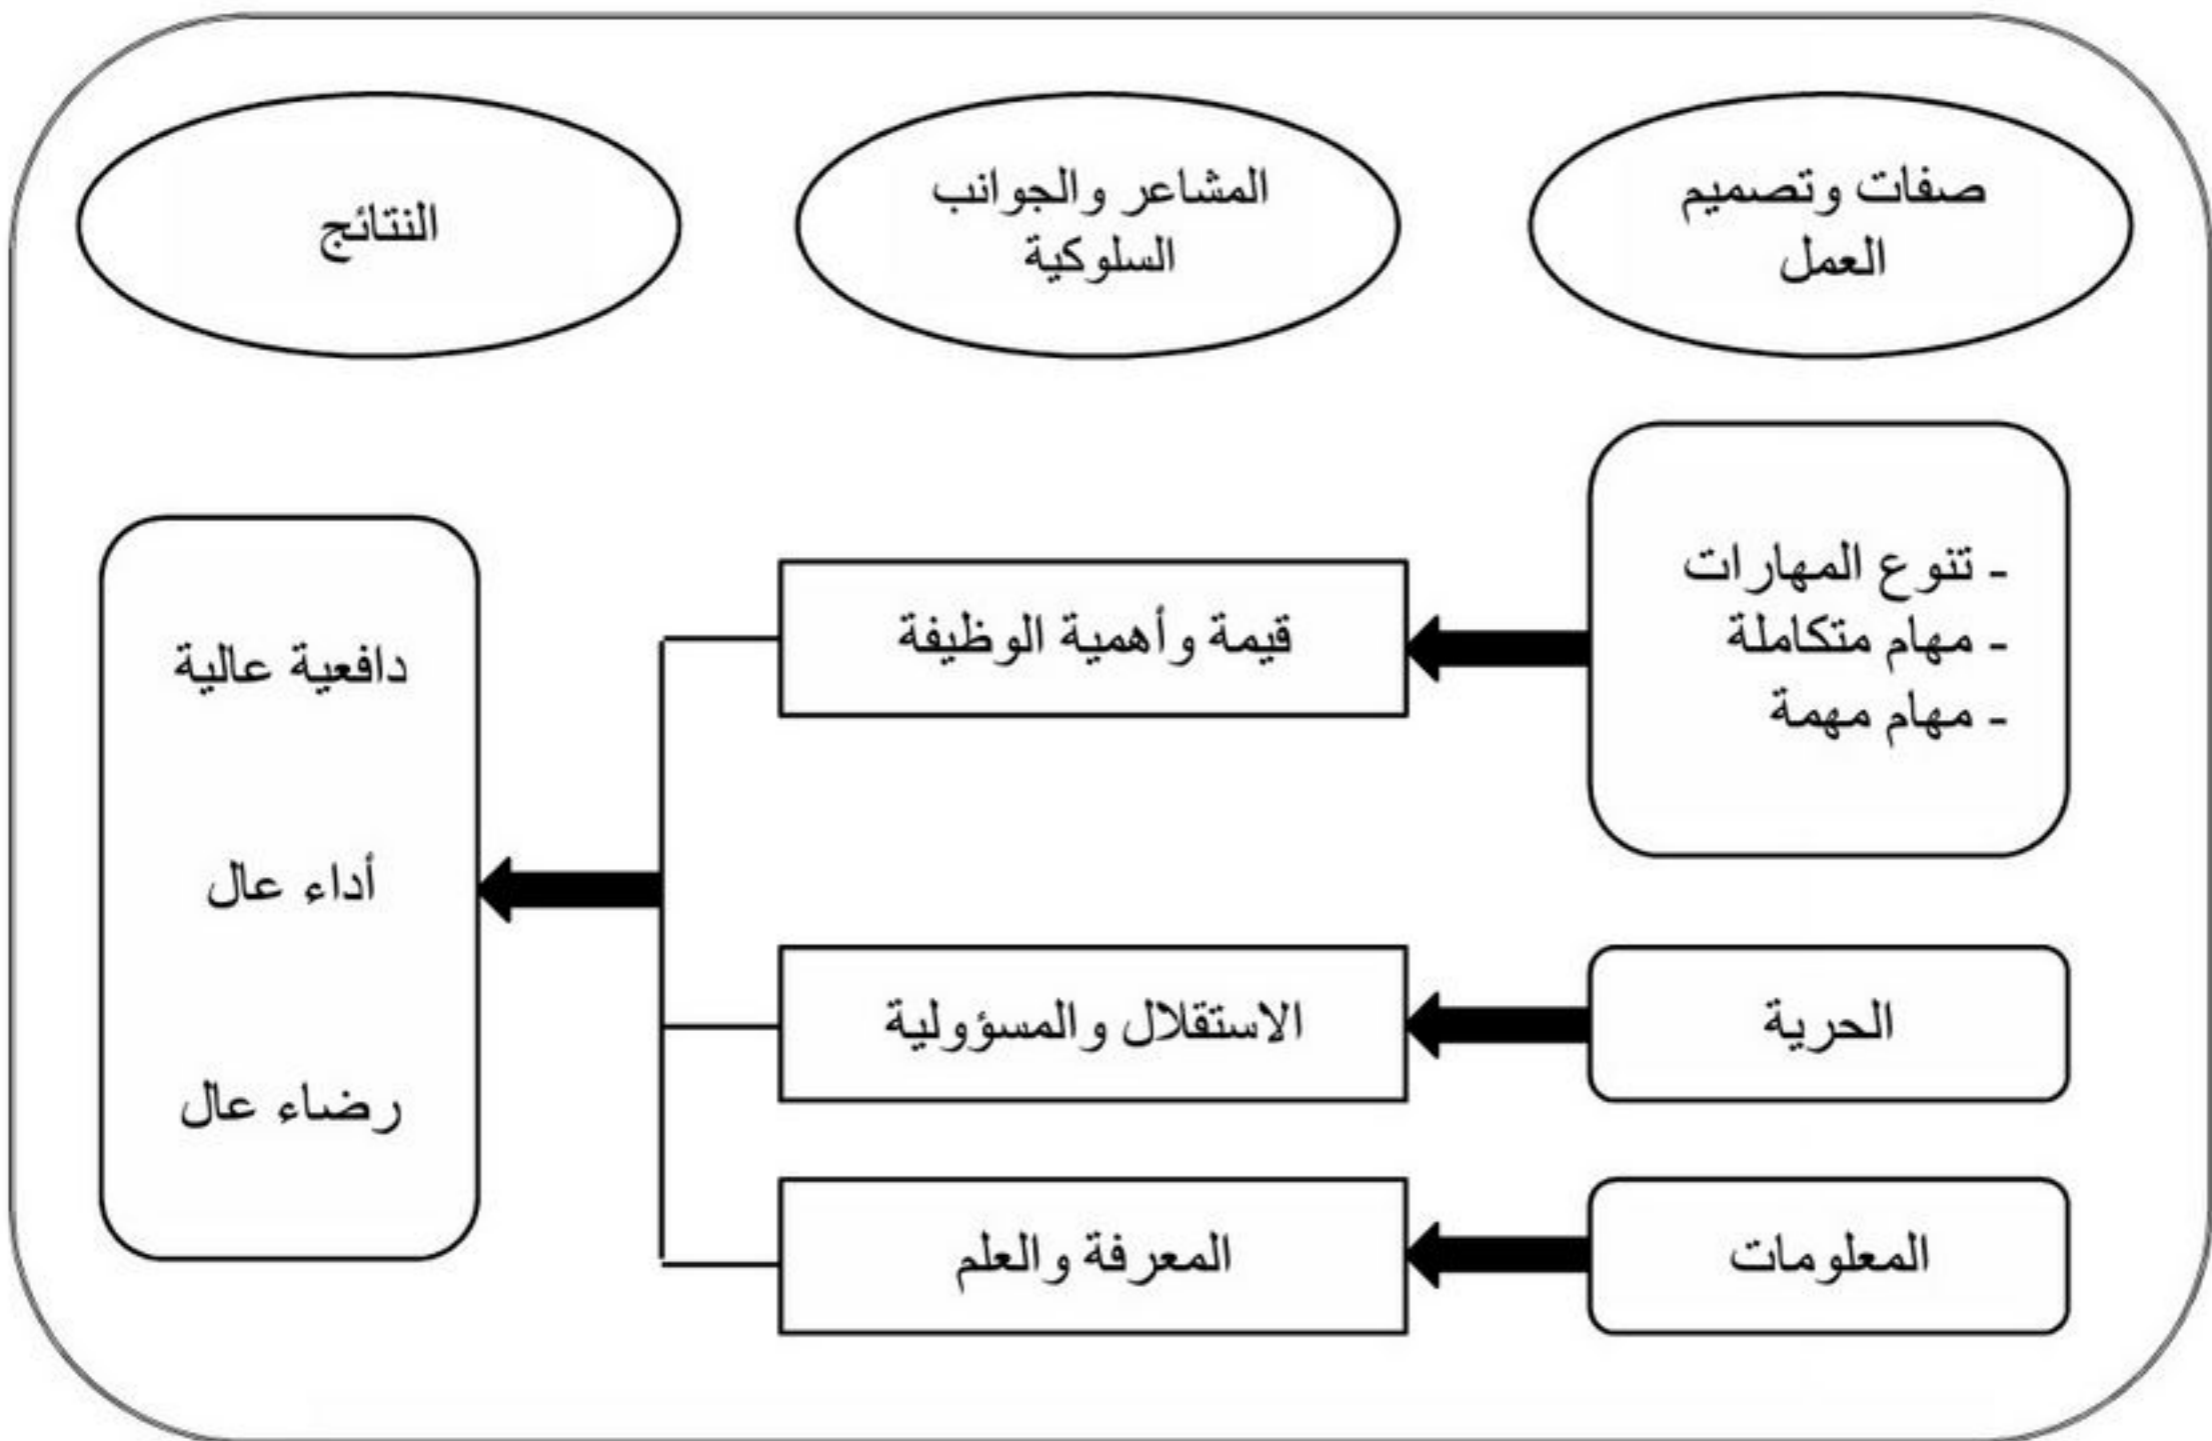 صفات وتصميم
العمل
المشاعر والجوانب
السلوكية
النتائج
- تنوع المهارات
- مهام متكاملة
- مهام مهمة
قيمة وأهمية الوظيفة
دافعية عالية
أداء عال
رضاء عال
الحرية
الاستقلال والمسؤولية
المعلومات
المعرفة والعلم